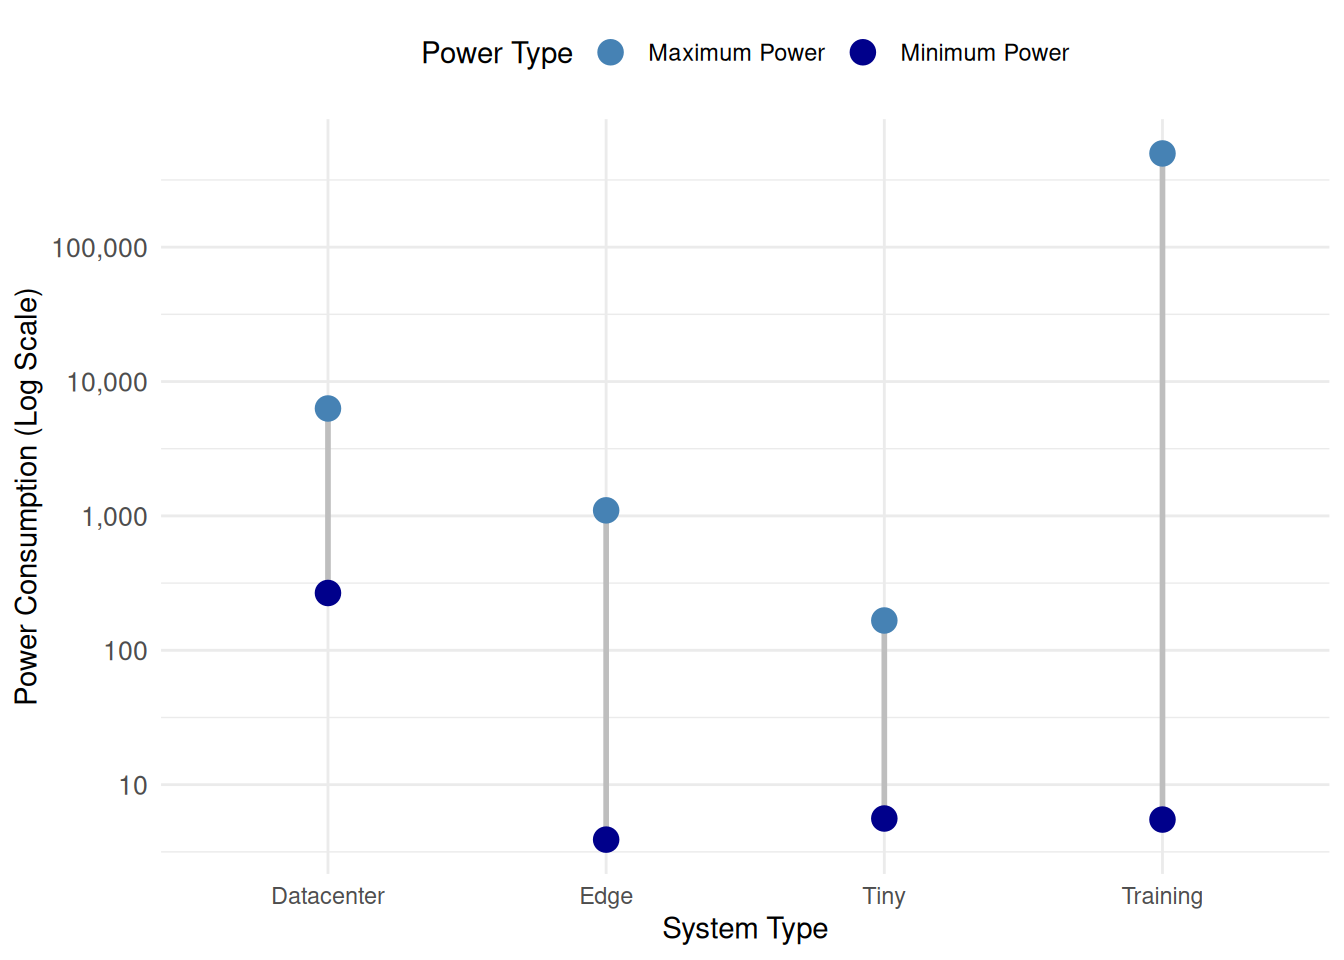 Power Type Maximum Power Minimum Power
100,000
10,000
1,000
100
10
Power Consumption (Log Scale)
Datacenter Edge Tiny Training
System Type